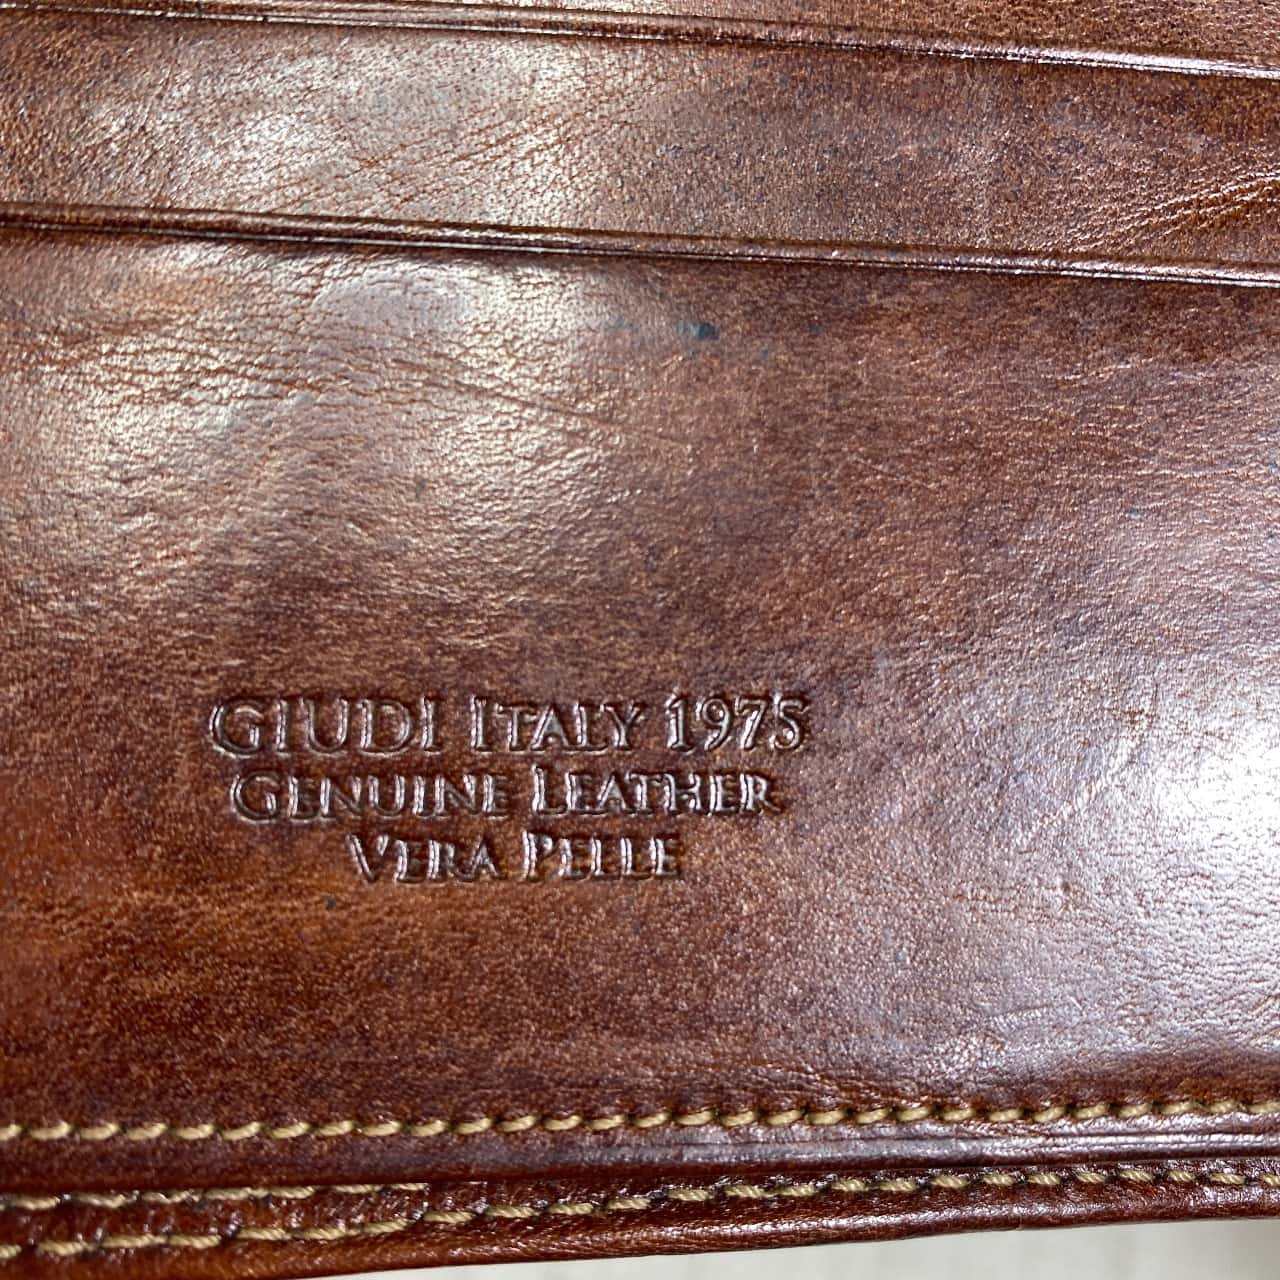 GIUDI ITALY 1975
GENUINE LEATHER
VERA PELLE